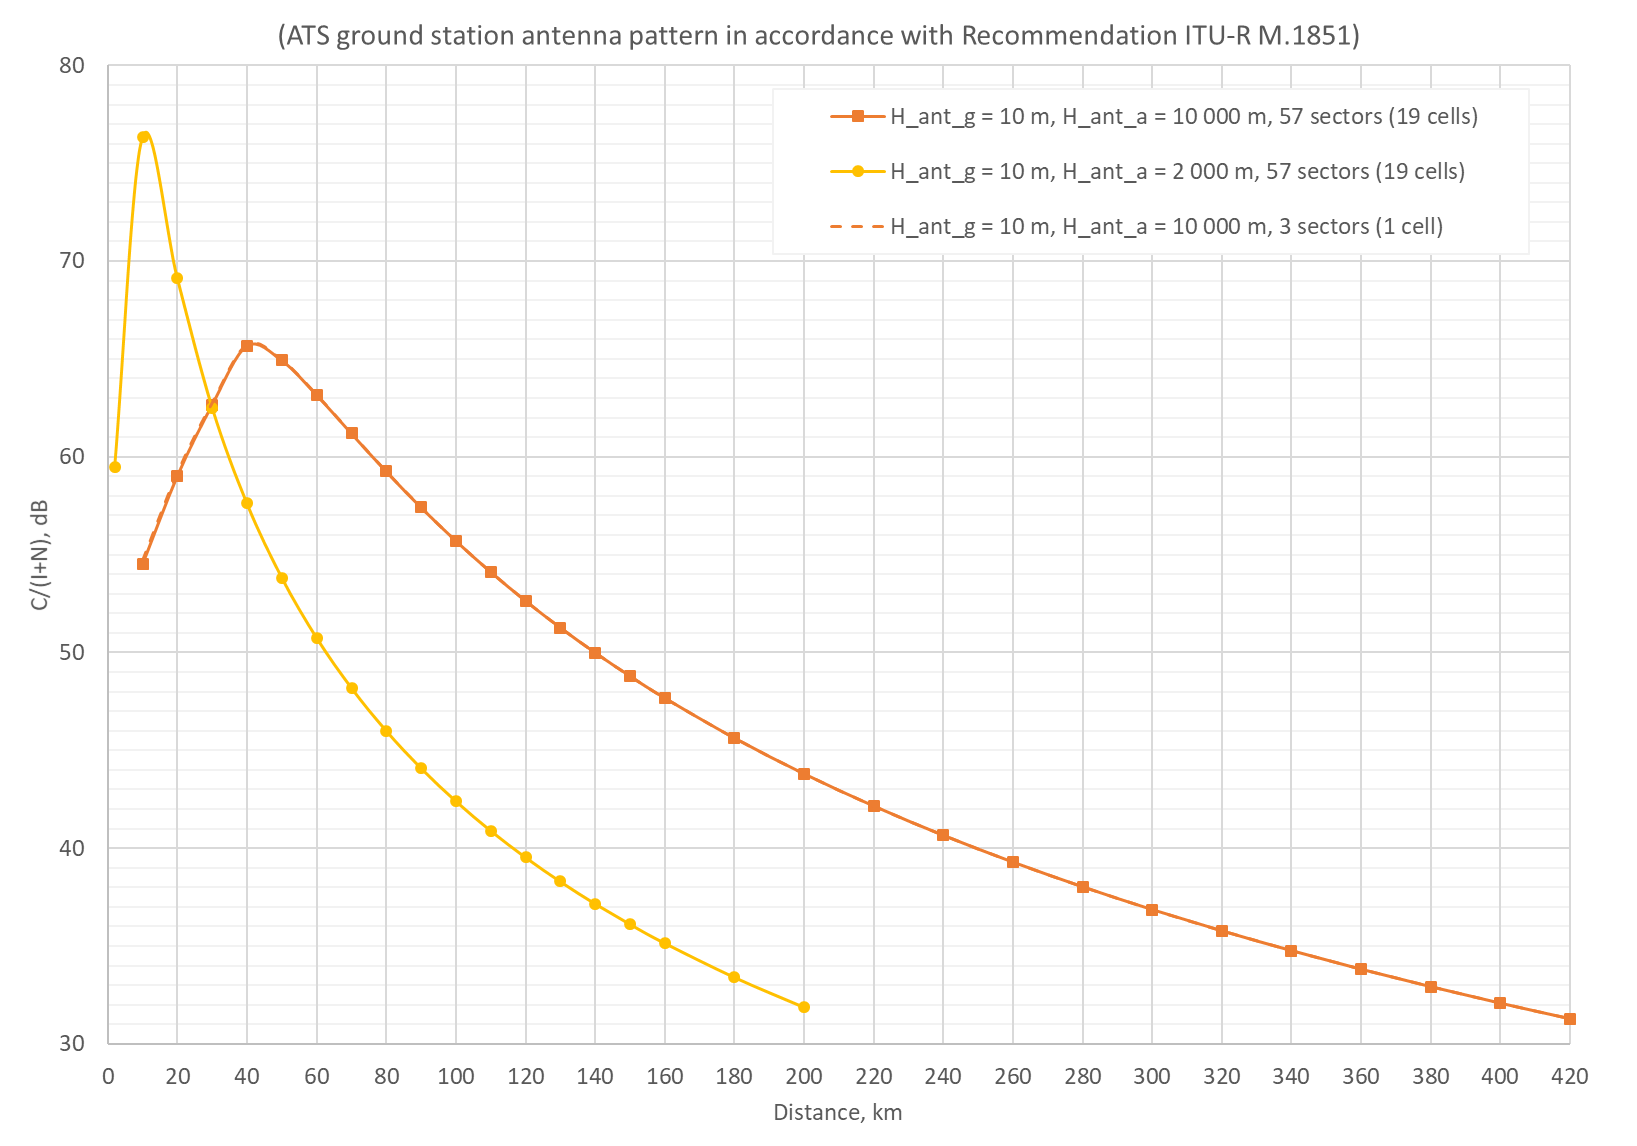 (ATS ground station antenna pattern in accordance with Recommendation ITU-R M.1851)
80
70
60
50
40
30
C/(I+N), dB
H_ant_g = 10 m, H_ant_a = 10 000 m, 57 sectors (19 cells)
H_ant_g = 10 m, H_ant_a = 2 000 m, 57 sectors (19 cells)
H_ant_g = 10 m, H_ant_a = 10 000 m, 3 sectors (1 cell)
0 20 40 60 80 100 120 140 160 180 200 220 240 260 280 300 320 340 360 380 400 420
Distance, km